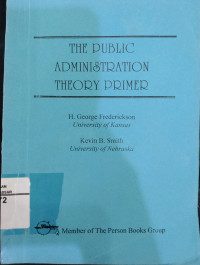 THE PUBLIC
ADMINISTRATION
THEORY PRIMER
H. George Frederickson
University of Kansas
Kevin B. Smith
University of Nebraska
A Member of The Person Books Group